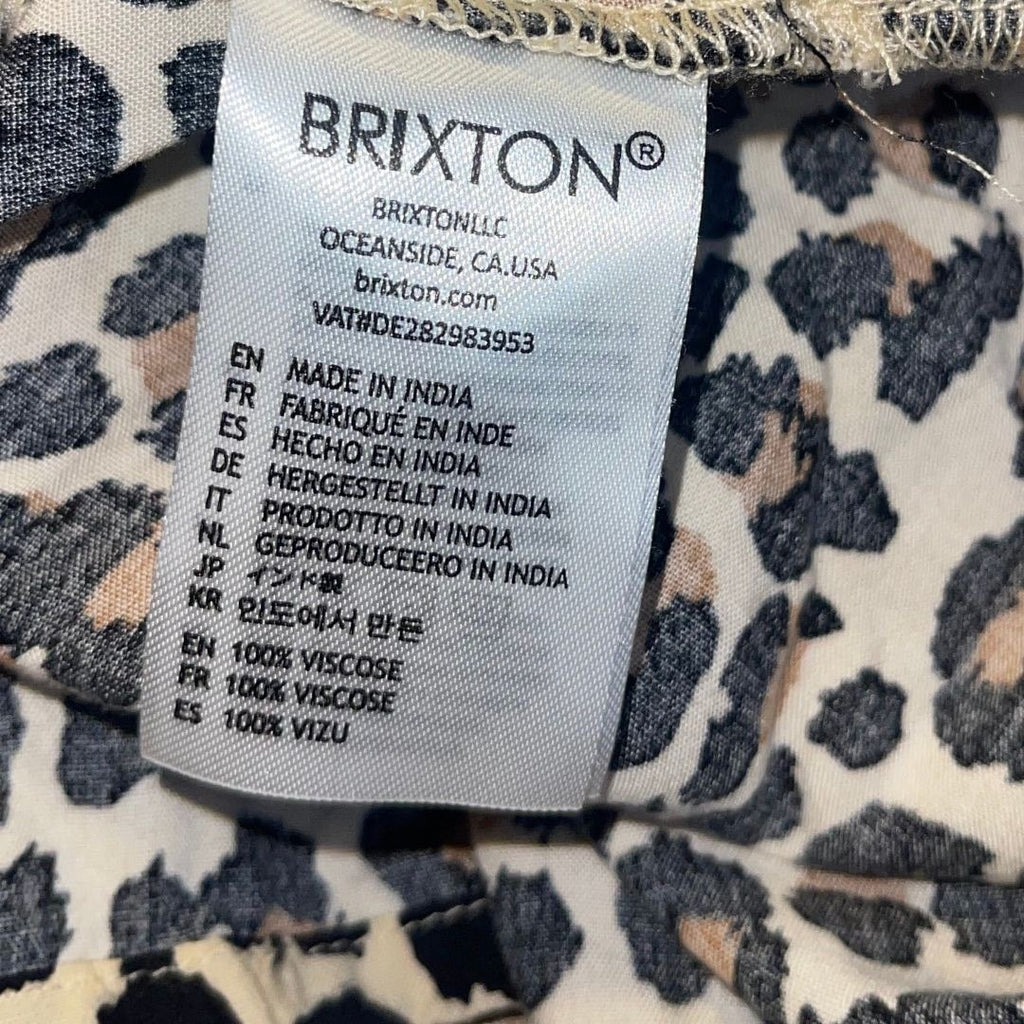 BRIXTON®
BRIXTONLLC
OCEANSIDE, CA.USA
brixton.com
VAT#DE282983953
EN MADE IN INDIA
FR FABRIQUÉ EN INDE
ES HECHO EN INDIA
DE HERGESTELLT IN INDIA
IT PRODOTTO IN INDIA
NL GEPRODUCEERO IN INDIA
JP インド製
KR 인도에서 만든
EN 100% VISCOSE
FR 100% VISCOSE
ES 100% VIZU